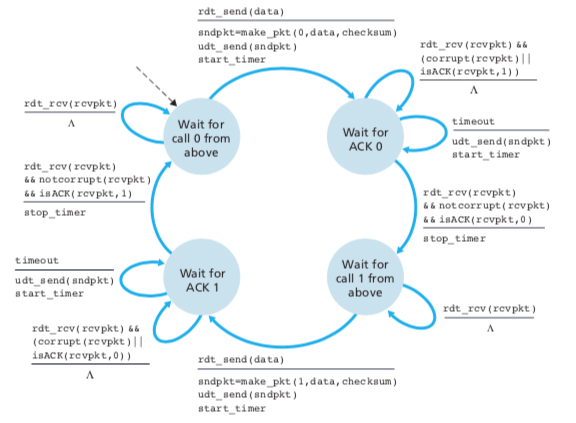 rdt_send(data)
sndpkt=make_pkt(0,data,checksum)
udt_send(sndpkt)
start_timer
rdt_rcv(rcvpkt) &&
(corrupt(rcvpkt)||
isACK(rcvpkt,1))
Λ
rdt_rcv(rcvpkt)
Λ
Wait for
call 0 from
above
Wait for
ACK 0
timeout
udt_send(sndpkt)
start_timer
rdt_rcv(rcvpkt)
&& notcorrupt(rcvpkt)
&& isACK(rcvpkt,1)
stop_timer
rdt_rcv(rcvpkt)
&& notcorrupt(rcvpkt)
&& isACK(rcvpkt,0)
stop_timer
timeout
udt_send(sndpkt)
start_timer
Wait for
ACK 1
Wait for
call 1 from
above
rdt_rcv(rcvpkt)
Λ
rdt_rcv(rcvpkt) &&
(corrupt(rcvpkt)||
isACK(rcvpkt,0))
Λ
rdt_send(data)
sndpkt=make_pkt(1,data,checksum)
udt_send(sndpkt)
start_timer